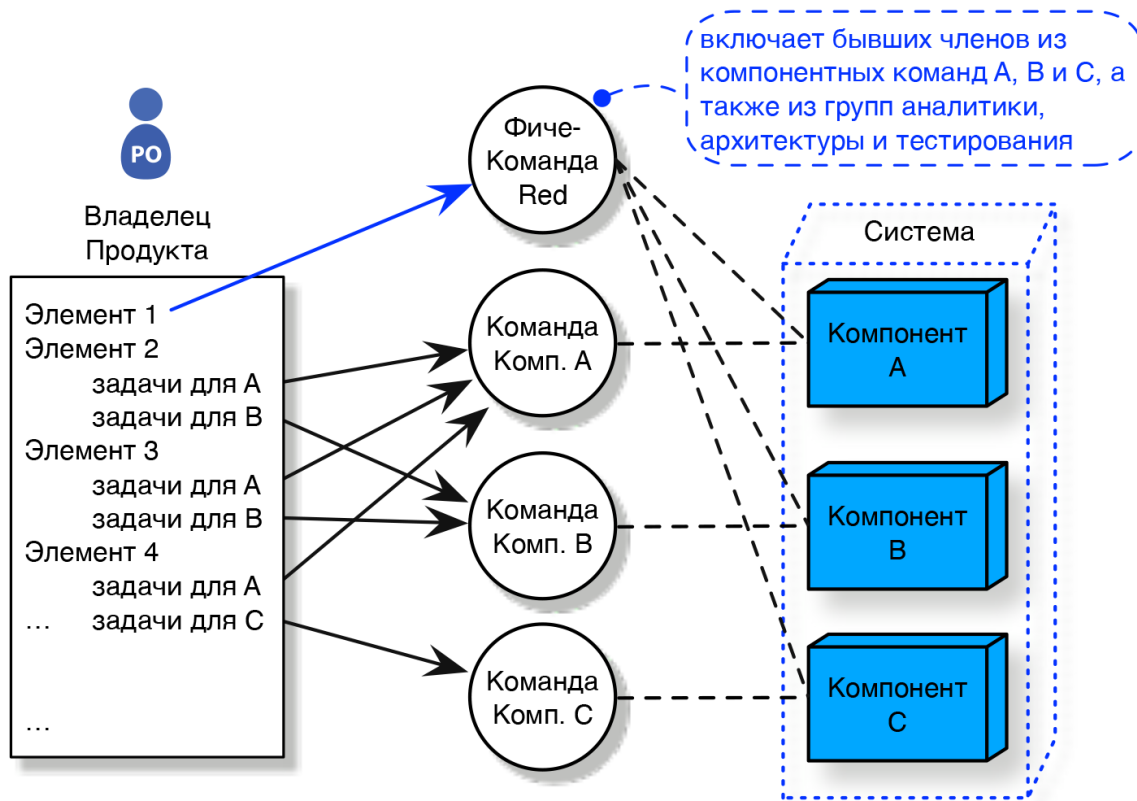 включает бывших членов из
компонентных команд A, B и C, а
также из групп аналитики,
архитектуры и тестирования
PO
Владелец
Продукта
Фиче-
Команда
Red
Система
Элемент 1
Элемент 2
задачи для A
задачи для B
Элемент 3
задачи для A
задачи для B
Элемент 4
задачи для A
... задачи для C
...
Команда
Комп. A
Команда
Комп. B
Команда
Комп. C
Компонент
A
Компонент
B
Компонент
C